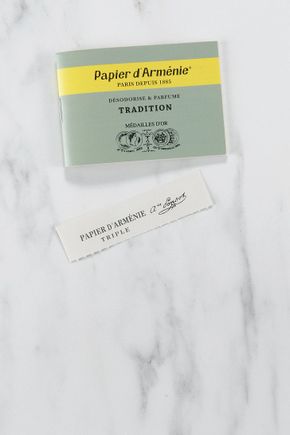 Papier d'Arménie®
PARIS DEPUIS 1885
DÉSODORISE & PARFUME
TRADITION
MÉDAILLES D'OR
PAPIER D'ARMÉNIE
TRIPLE